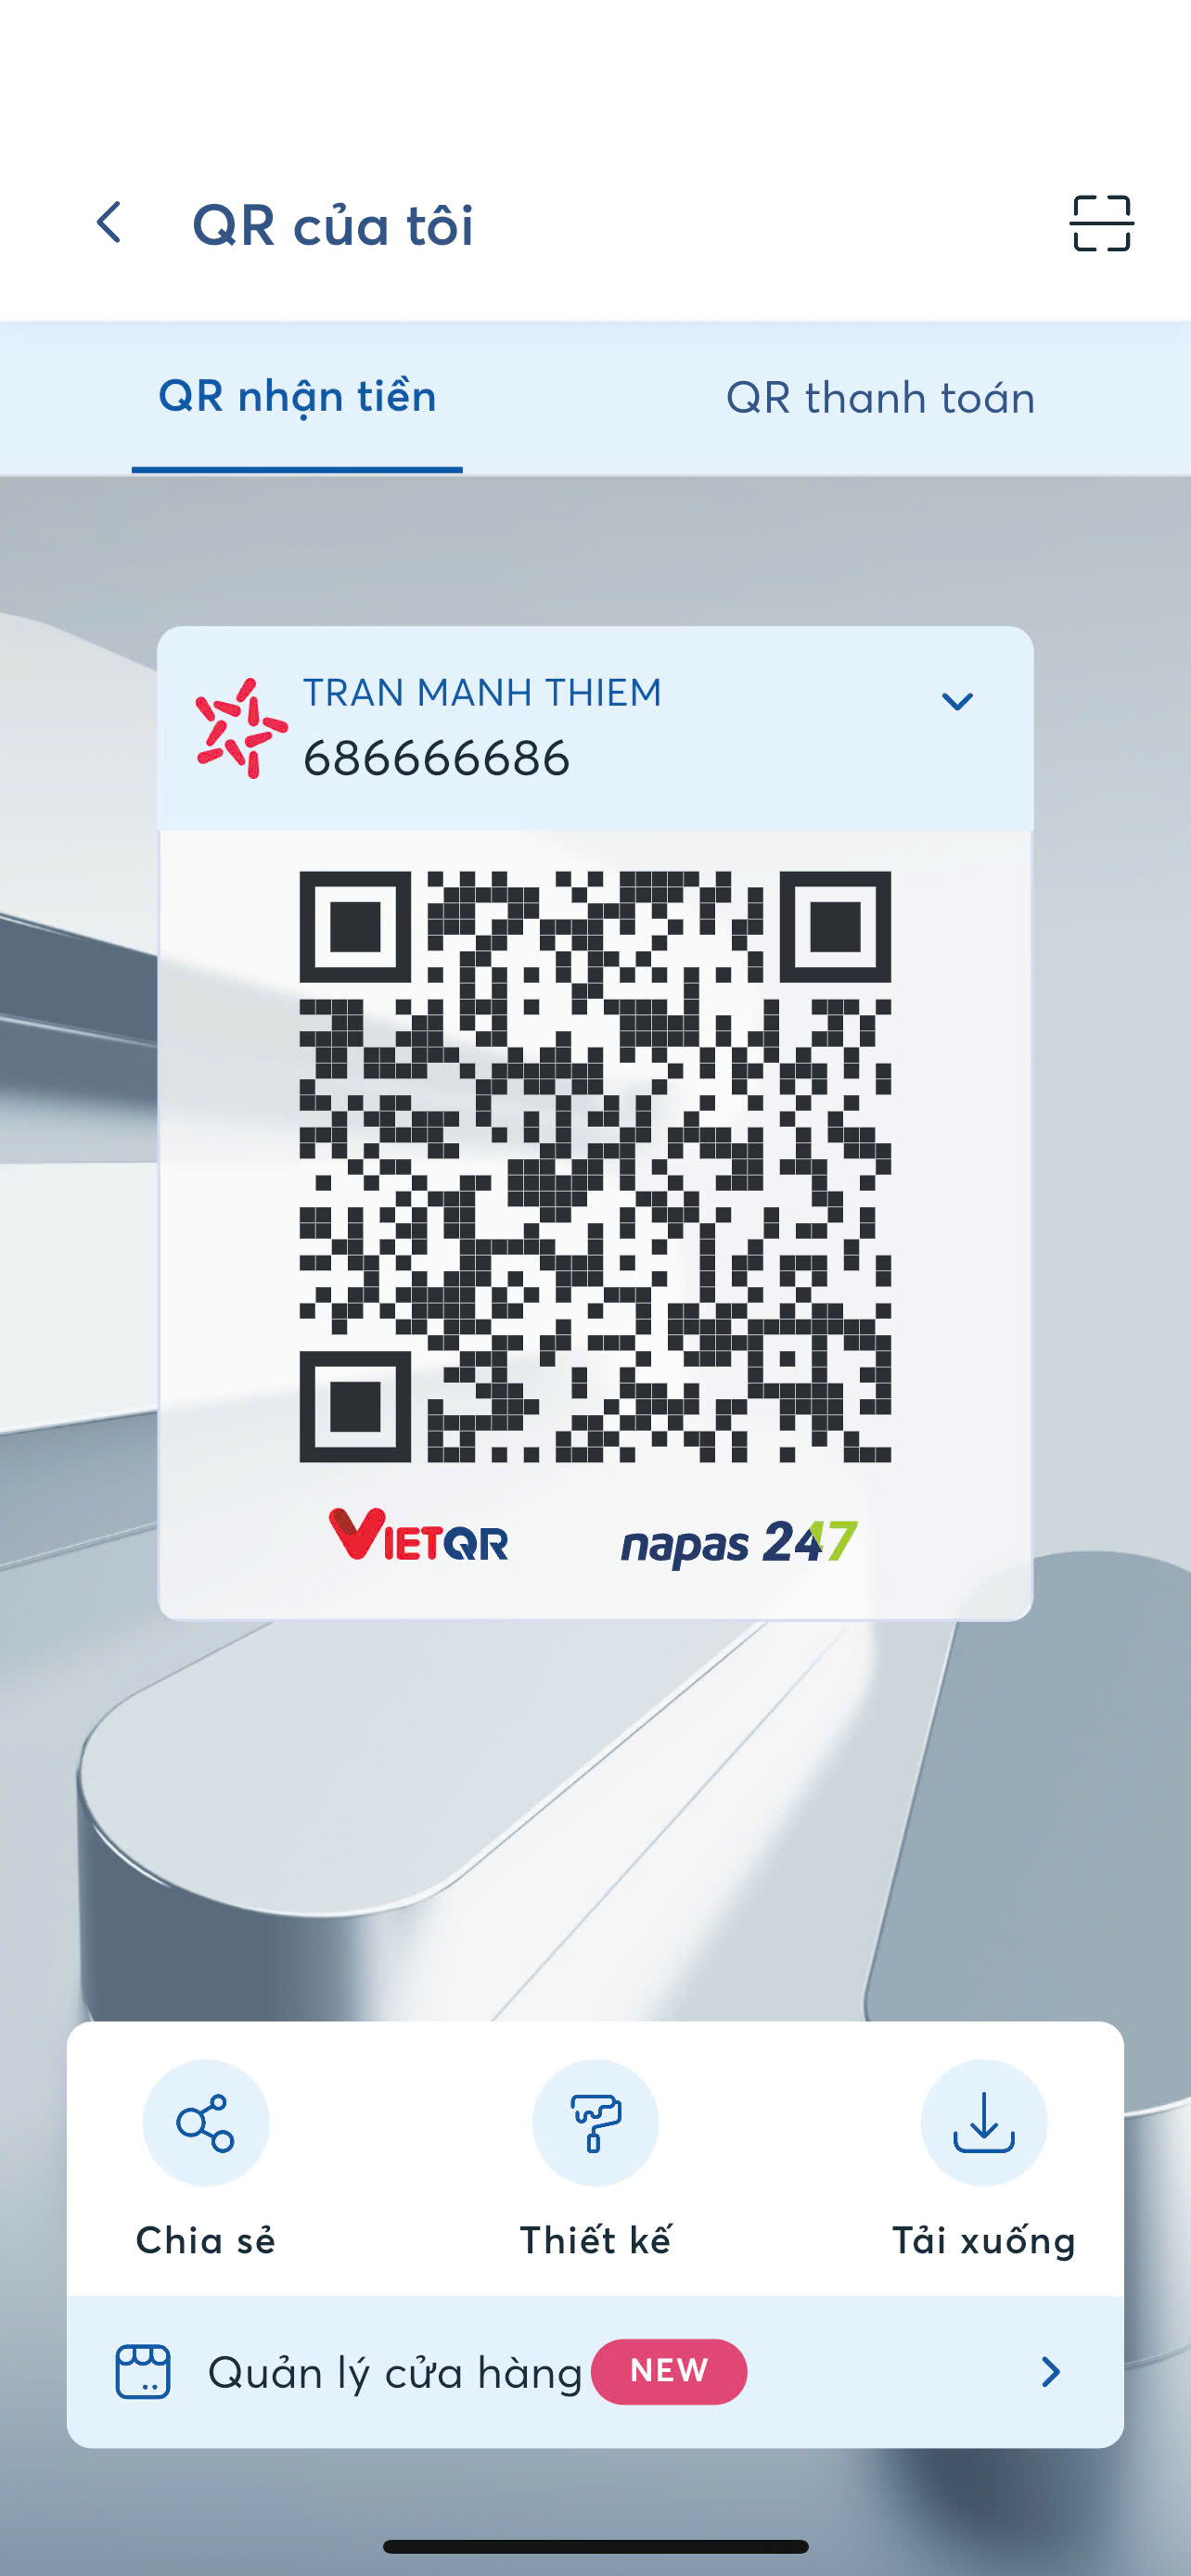 QR của tôi
QR nhận tiền
QR thanh toán
TRAN MANH THIEM
686666686
VIETQR
napas 247
Chia sẻ
Thiết kế
Tải xuống
Quản lý cửa hàng NEW